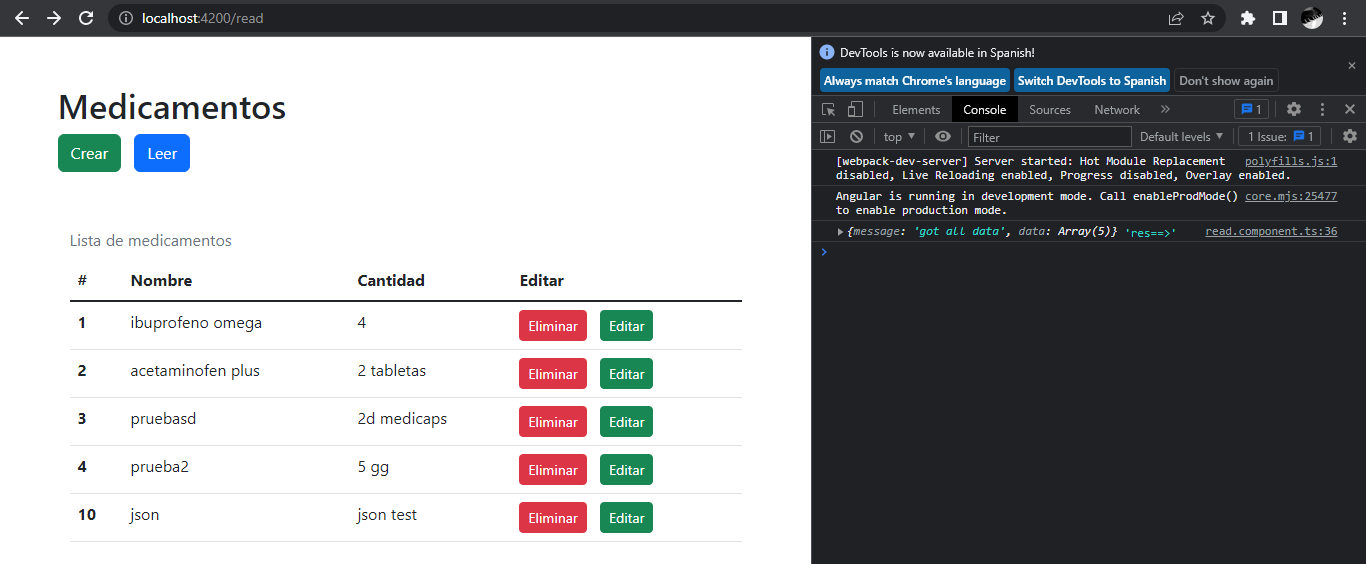 localhost:4200/read
Medicamentos
Crear Leer
Lista de medicamentos
# Nombre Cantidad Editar
1 ibuprofeno omega 4 Eliminar Editar
2 acetaminofen plus 2 tabletas Eliminar Editar
3 pruebasd 2d medicaps Eliminar Editar
4 prueba2 5 gg Eliminar Editar
10 json json test Eliminar Editar
DevTools is now available in Spanish!
Always match Chrome's language Switch DevTools to Spanish Don't show again
Elements Console Sources Network » 1
top Filter Default levels 1 Issue: 1
[webpack-dev-server] Server started: Hot Module Replacement polyfills.js:1
disabled, Live Reloading enabled, Progress disabled, Overlay enabled.
Angular is running in development mode. Call enableProdMode() core.mjs:25477
to enable production mode.
{message: 'got all data', data: Array(5)} 'res==>' read.component.ts:36